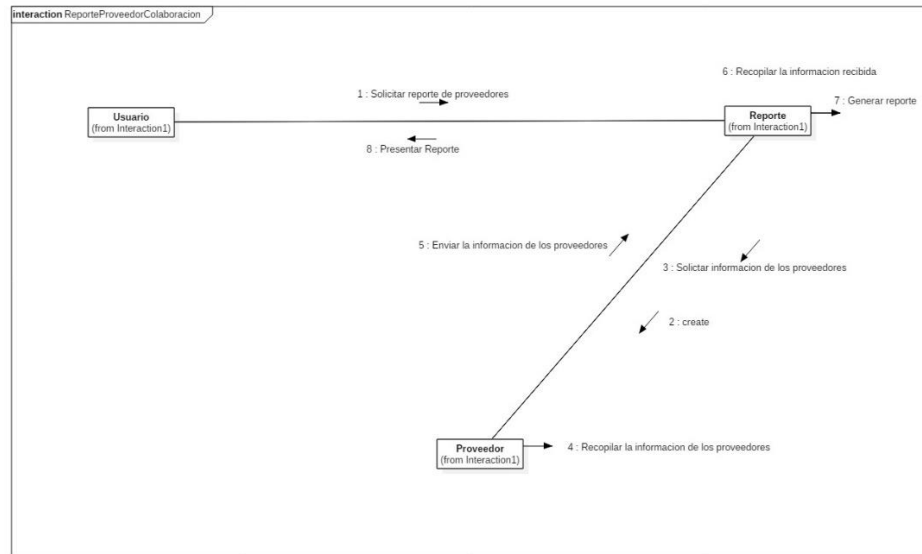 interaction ReporteProveedorColaboracion
6 : Recopilar la informacion recibida
1 : Solicitar reporte de proveedores
7 : Generar reporte
Usuario
(from Interaction1)
Reporte
(from Interaction1)
8 : Presentar Reporte
5 : Enviar la informacion de los proveedores
3 : Solictar informacion de los proveedores
2 : create
Proveedor
(from Interaction1)
4 : Recopilar la informacion de los proveedores